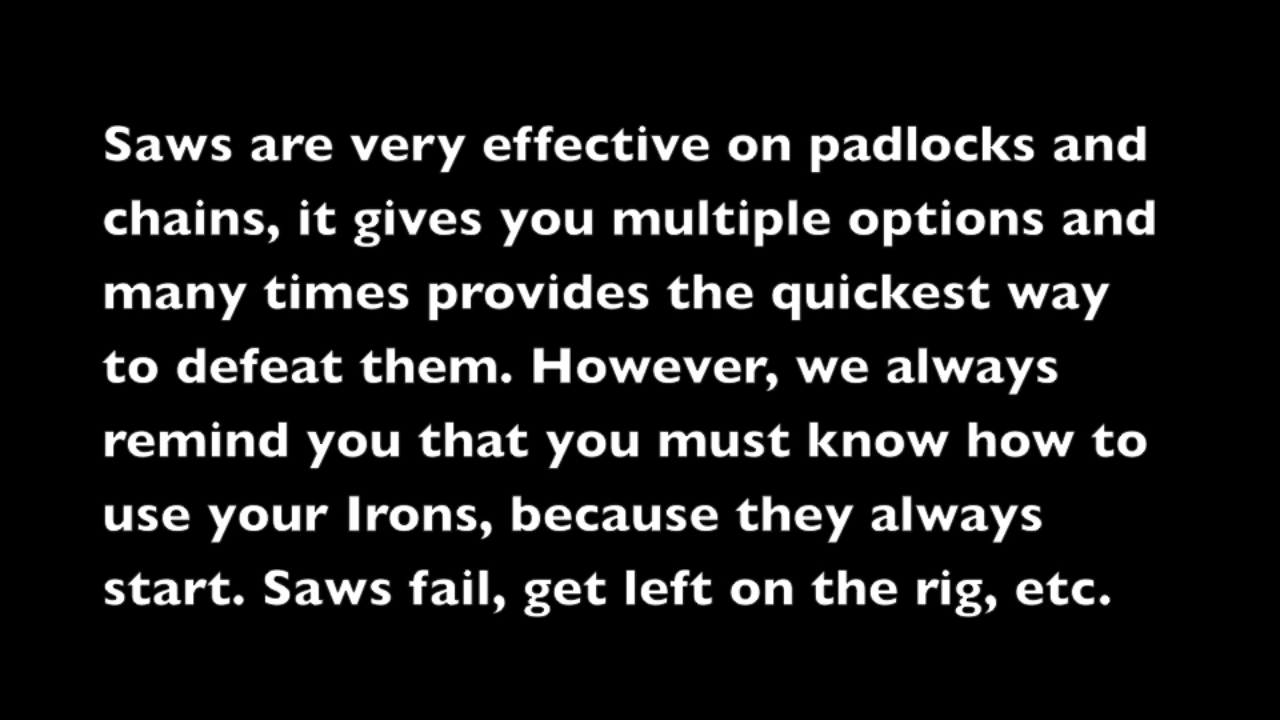 Saws are very effective on padlocks and
chains, it gives you multiple options and
many times provides the quickest way
to defeat them. However, we always
remind you that you must know how to
use your Irons, because they always
start. Saws fail, get left on the rig, etc.